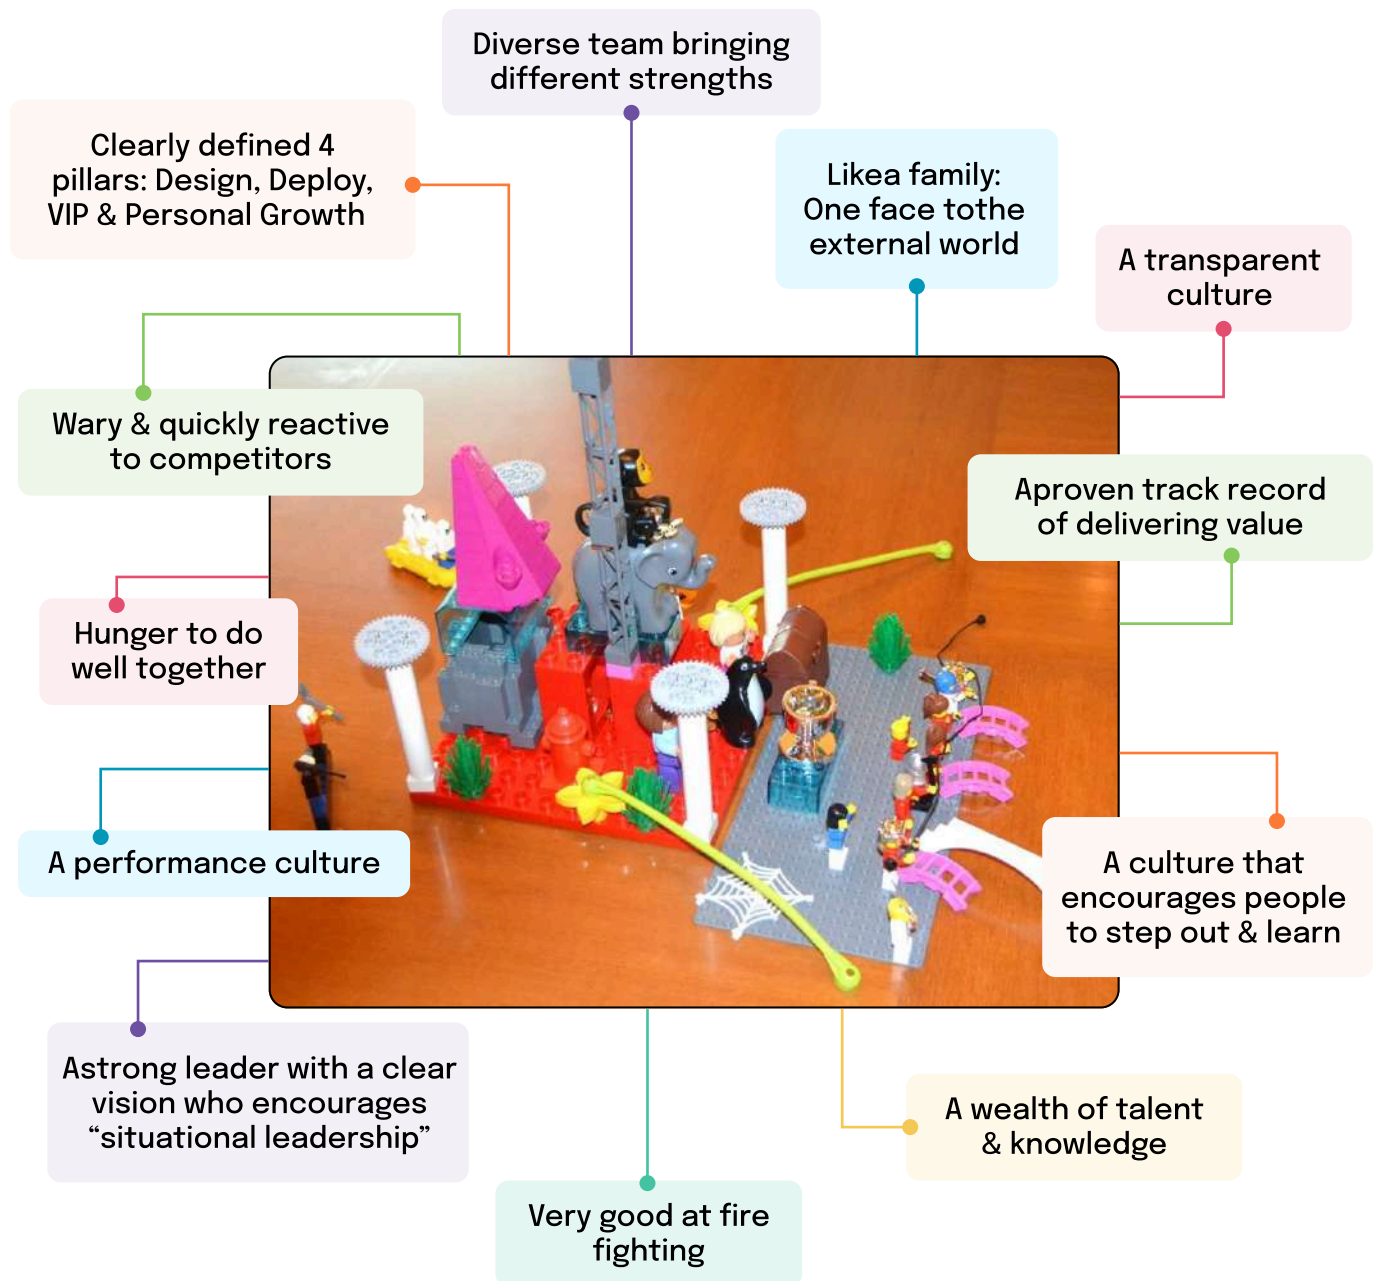 Diverse team bringing
different strengths
Clearly defined 4
pillars: Design, Deploy,
VIP & Personal Growth
Likea family:
One face tothe
external world
A transparent
culture
Wary & quickly reactive
to competitors
Aproven track record
of delivering value
Hunger to do
well together
A performance culture
A culture that
encourages people
to step out & learn
Astrong leader with a clear
vision who encourages
“situational leadership”
A wealth of talent
& knowledge
Very good at fire
fighting